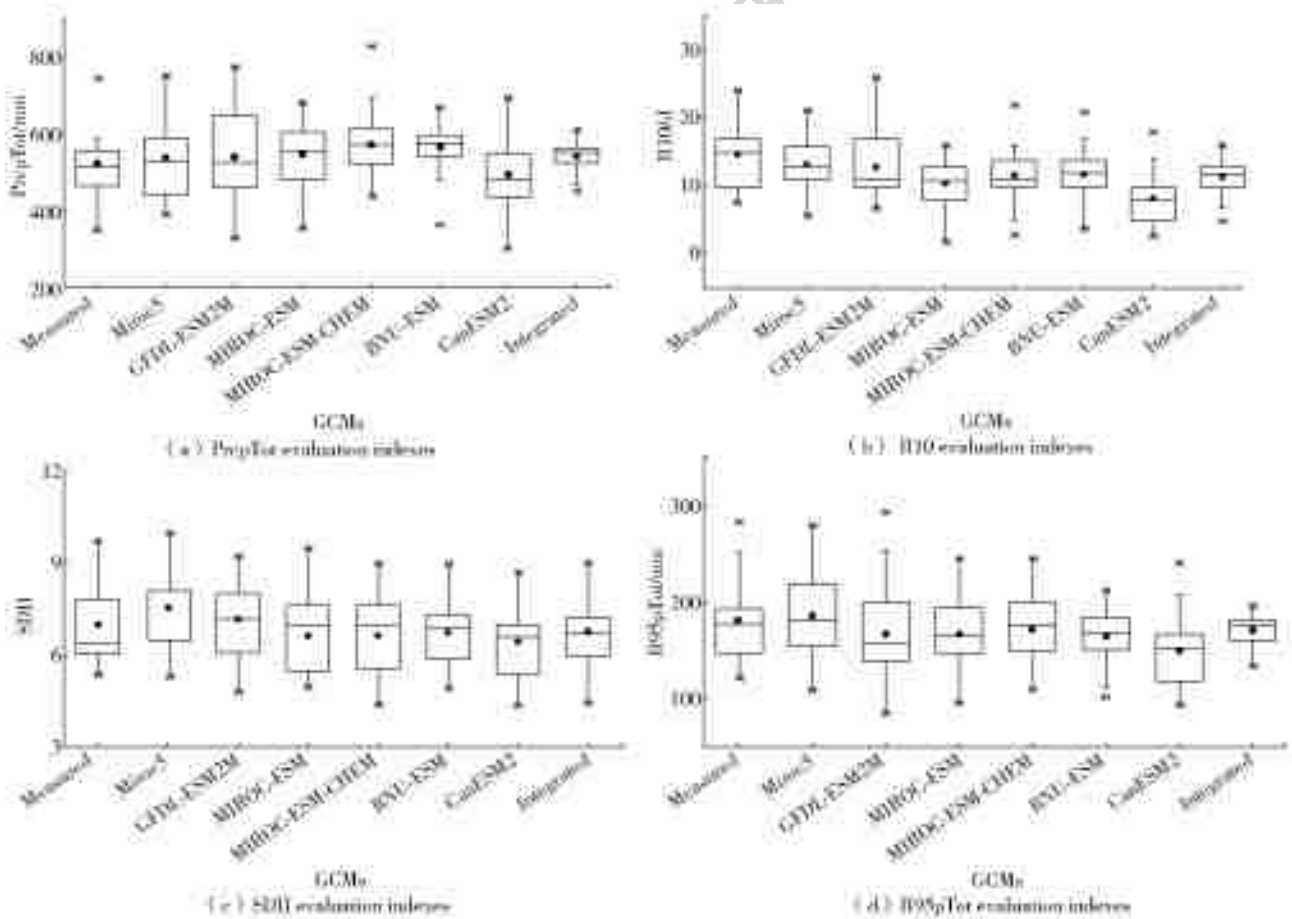 800
600
400
200
PrepTot/mm
Measured
Miroc5
GFDL-ESM2M
MIROC-ESM
MIROC-ESM-CHEM
BNU-ESM
CanESM2
Integrated
GCMs
(a) PrepTot evaluation indexes
30
20
10
0
R10/d
Measured
Miroc5
GFDL-ESM2M
MIROC-ESM
MIROC-ESM-CHEM
BNU-ESM
CanESM2
Integrated
GCMs
(b) R10 evaluation indexes
12
9
6
3
SDII
Measured
Miroc5
GFDL-ESM2M
MIROC-ESM
MIROC-ESM-CHEM
BNU-ESM
CanESM2
Integrated
GCMs
(c) SDII evaluation indexes
300
200
100
R95pTot/mm
Measured
Miroc5
GFDL-ESM2M
MIROC-ESM
MIROC-ESM-CHEM
BNU-ESM
CanESM2
Integrated
GCMs
(d) R95pTot evaluation indexes